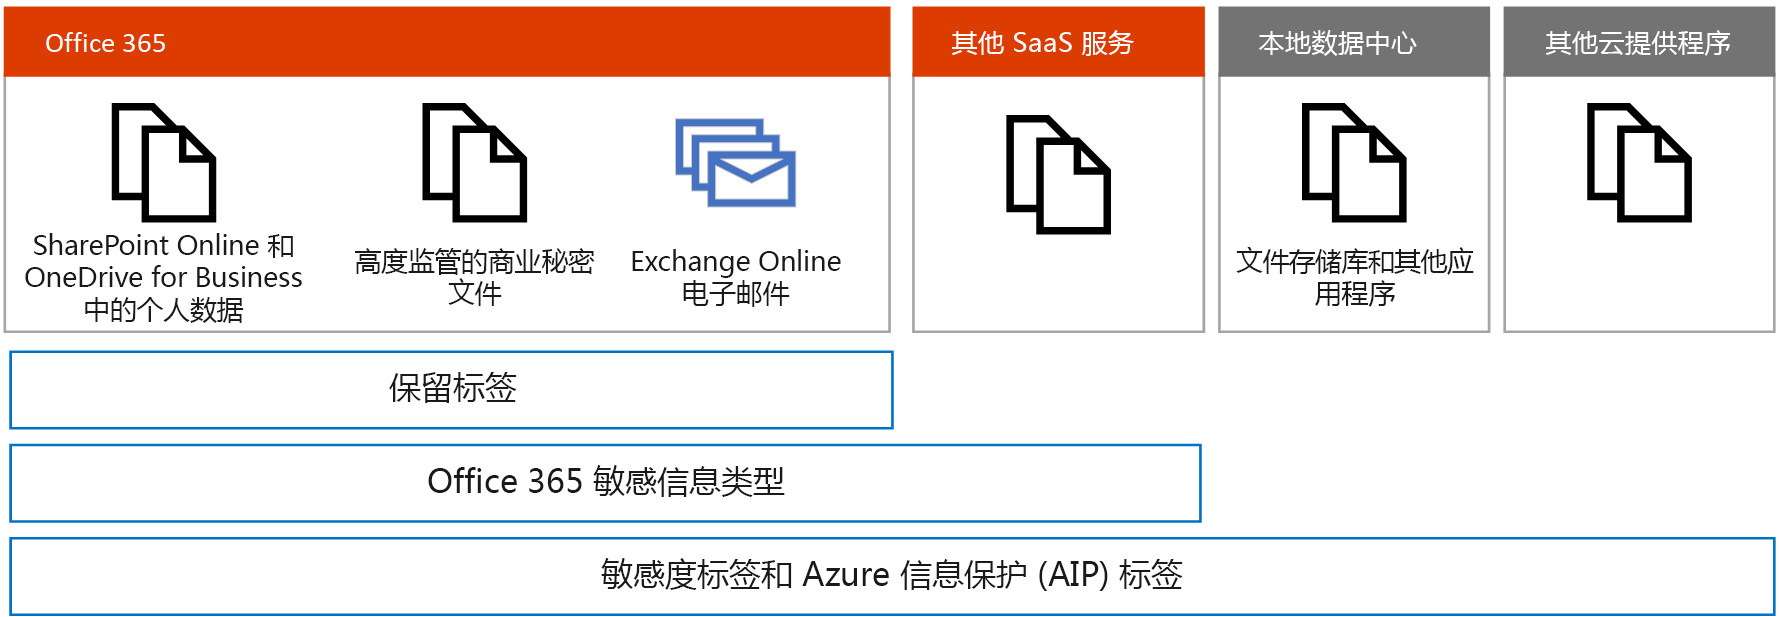 Office 365
其他 SaaS 服务
本地数据中心
其他云提供程序
SharePoint Online 和
OneDrive for Business
中的个人数据
高度监管的商业秘密
文件
Exchange Online
电子邮件
文件存储库和其他应
用程序
保留标签
Office 365 敏感信息类型
敏感度标签和 Azure 信息保护 (AIP) 标签